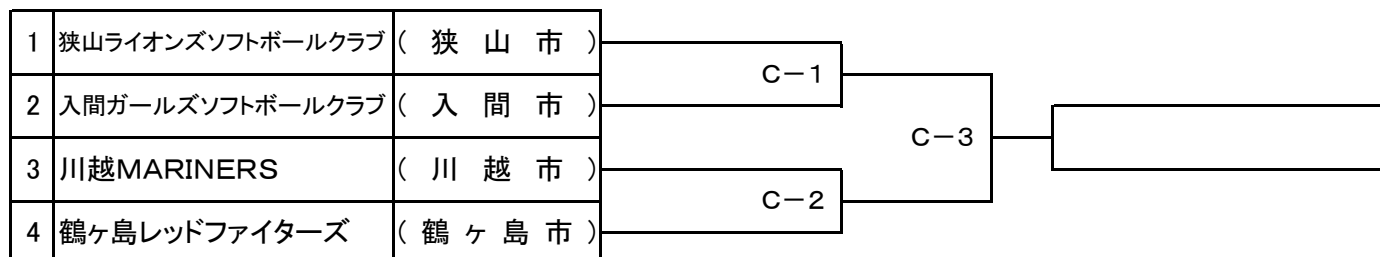 1 狭山ライオンズソフトボールクラブ ( 狭 山 市 )
C－1
2 入間ガールズソフトボールクラブ ( 入 間 市 )
C－3
3 川越MARINERS ( 川 越 市 )
C－2
4 鶴ヶ島レッドファイターズ ( 鶴 ヶ 島 市 )